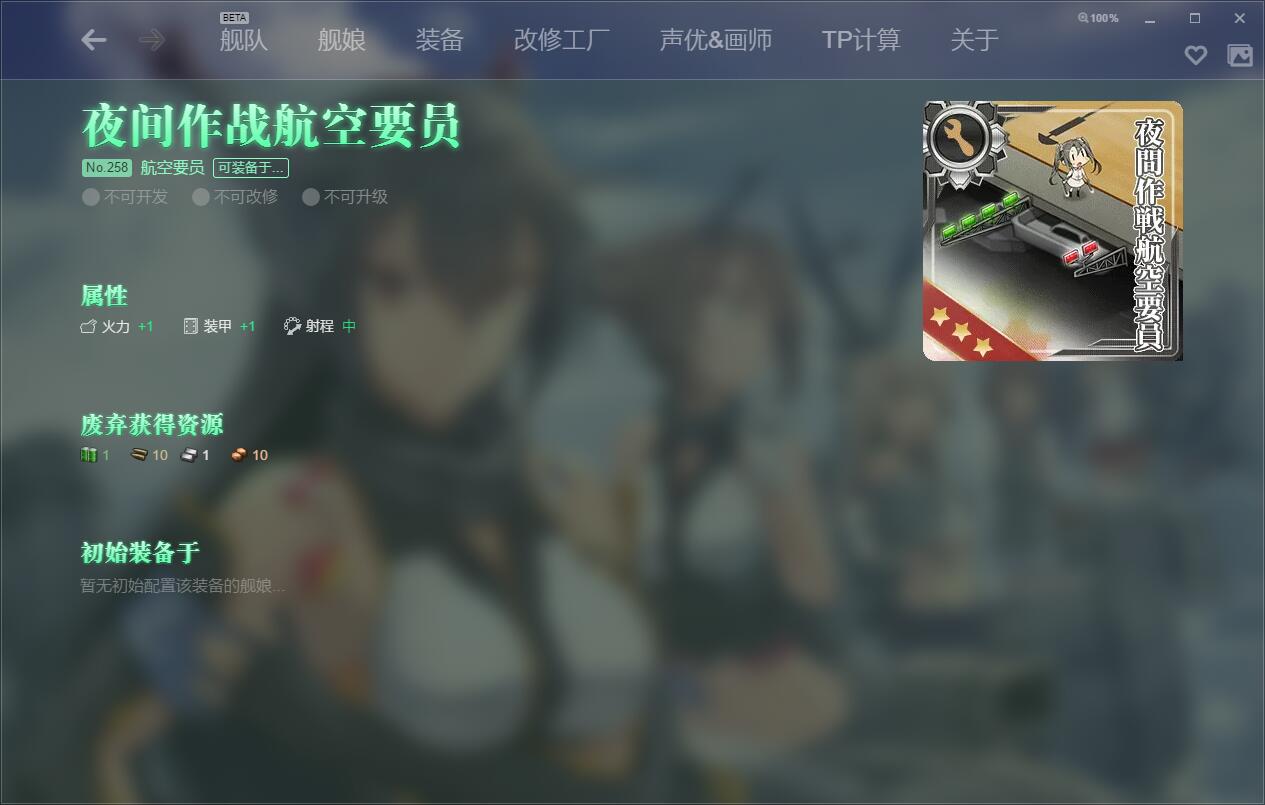 BETA
100%
舰队 舰娘 装备 改修工厂 声优&画师 TP计算 关于
夜间作战航空要员
No.258 航空要员 可装备于...
不可开发 不可改修 不可升级
属性
火力 +1 装甲 +1 射程 中
废弃获得资源
1 10 1 10
初始装备于
暂无初始配置该装备的舰娘...
夜間作戦航空要員